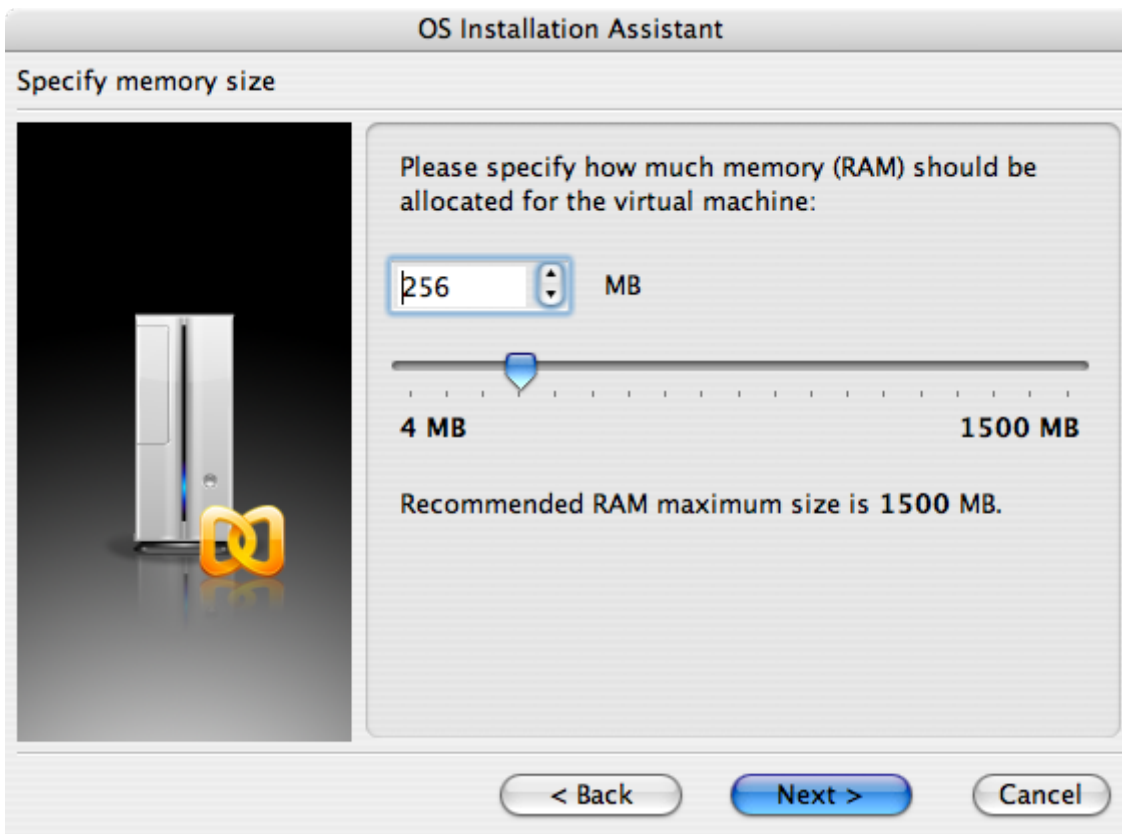 OS Installation Assistant
Specify memory size
Please specify how much memory (RAM) should be
allocated for the virtual machine:
256 MB
4 MB 1500 MB
Recommended RAM maximum size is 1500 MB.
< Back Next > Cancel